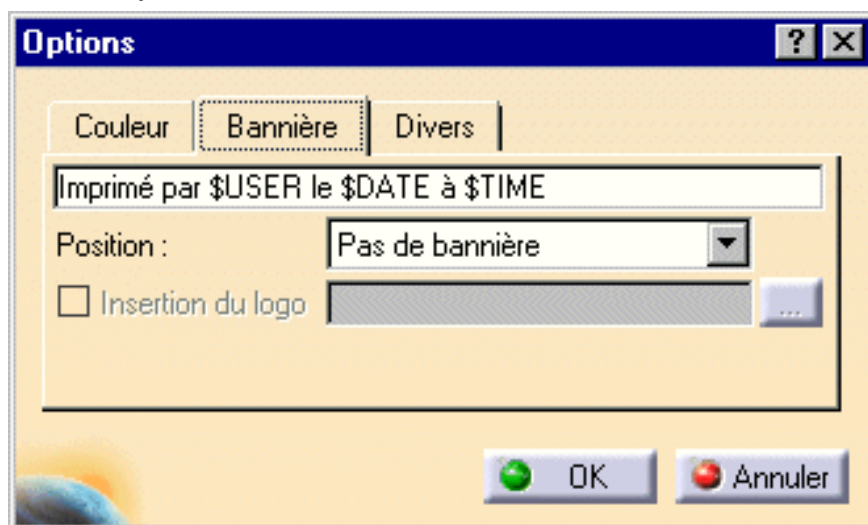 Options
Couleur Bannière Divers
Imprimé par $USER le $DATE à $TIME
Position : Pas de bannière
Insertion du logo ...
OK Annuler